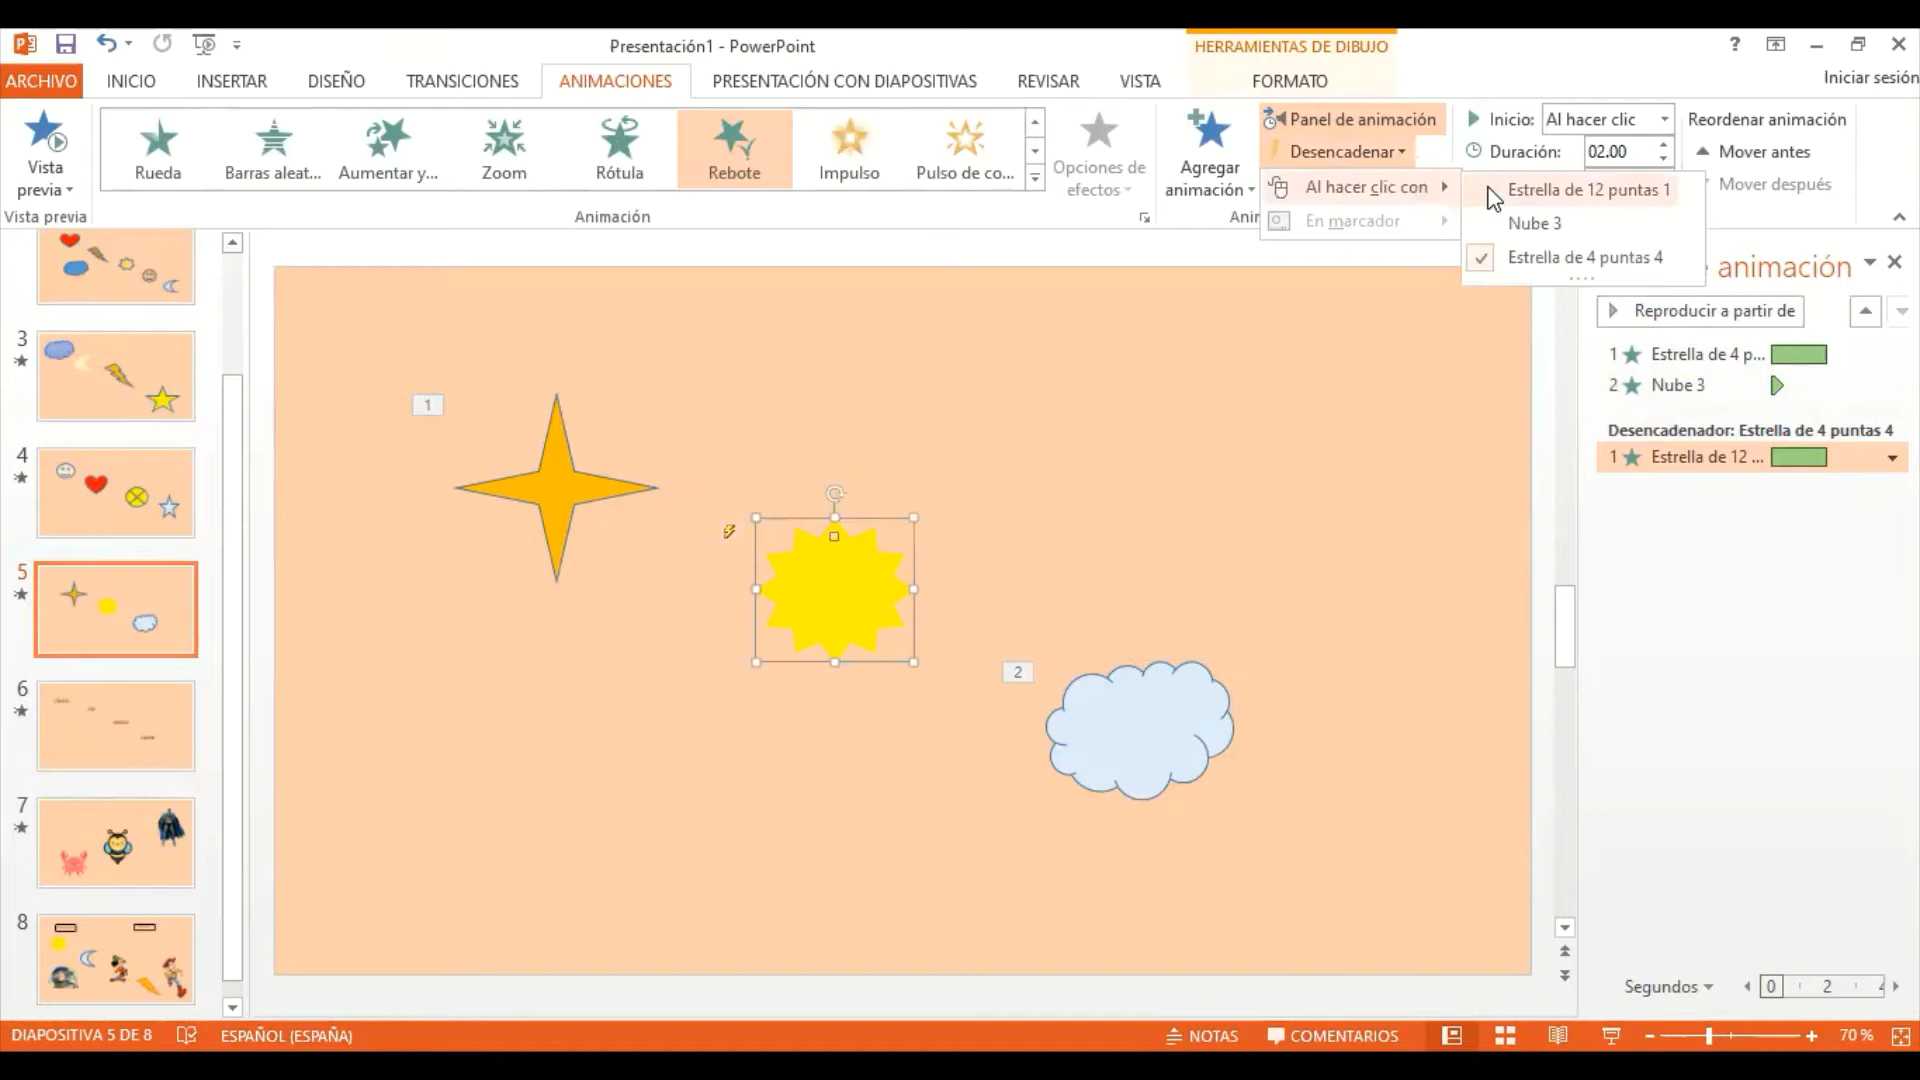 Presentación1 - PowerPoint
HERRAMIENTAS DE DIBUJO
?
ARCHIVO
INICIO
INSERTAR
DISEÑO
TRANSICIONES
ANIMACIONES
PRESENTACIÓN CON DIAPOSITIVAS
REVISAR
VISTA
FORMATO
Iniciar sesión
Vista previa
Rueda
Barras aleat...
Aumentar y...
Zoom
Rótula
Rebote
Impulso
Pulso de co...
Opciones de efectos
Agregar animación
Panel de animación
Desencadenar
Inicio: Al hacer clic
Duración: 02.00
Reordenar animación
Mover antes
Mover después
Vista previa
Animación
Al hacer clic con
En marcador
Estrella de 12 puntas 1
Nube 3
Estrella de 4 puntas 4
animación
Reproducir a partir de
1 Estrella de 4 p...
2 Nube 3
Desencadenador: Estrella de 4 puntas 4
1 Estrella de 12 ...
1
2
3
4
5
6
7
8
Segundos
0
2
DIAPOSITIVA 5 DE 8
ESPAÑOL (ESPAÑA)
NOTAS
COMENTARIOS
70 %